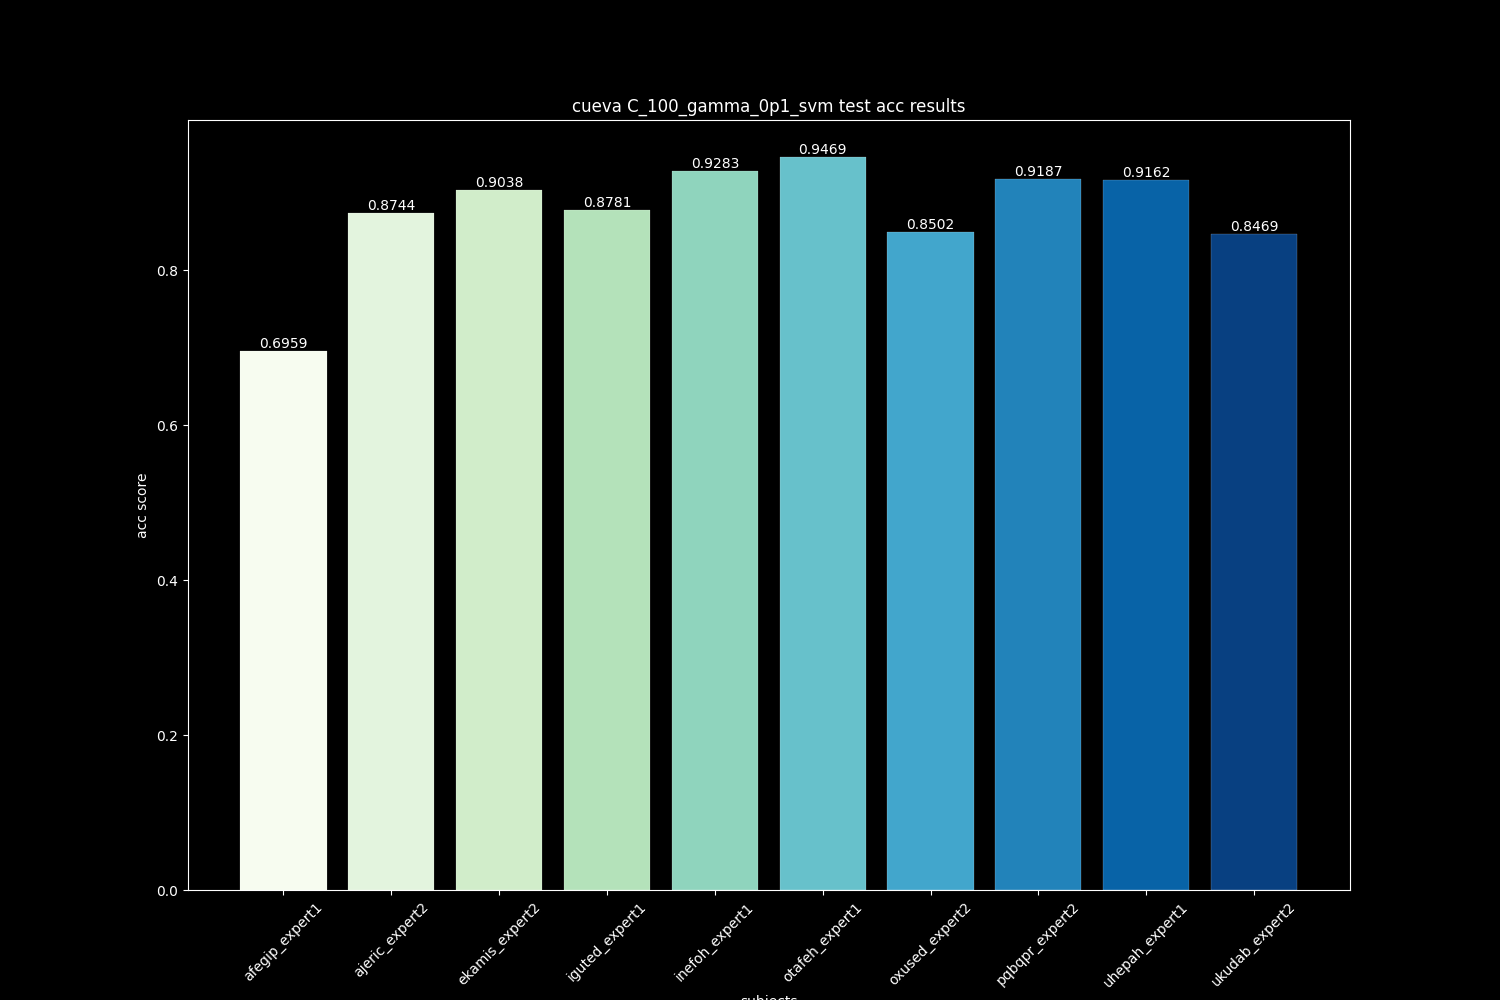 cueva C_100_gamma_0p1_svm test acc results
0.9469
0.9283
0.9187
0.9162
0.9038
0.8781
0.8744
0.8502
0.8469
0.6959
0.8
0.6
0.4
0.2
0.0
acc score
afegip_expert1
ajeric_expert2
ekamis_expert2
iguted_expert1
inefoh_expert1
otafeh_expert1
oxused_expert2
pqbqpr_expert2
uhepah_expert1
ukudab_expert2
subjects